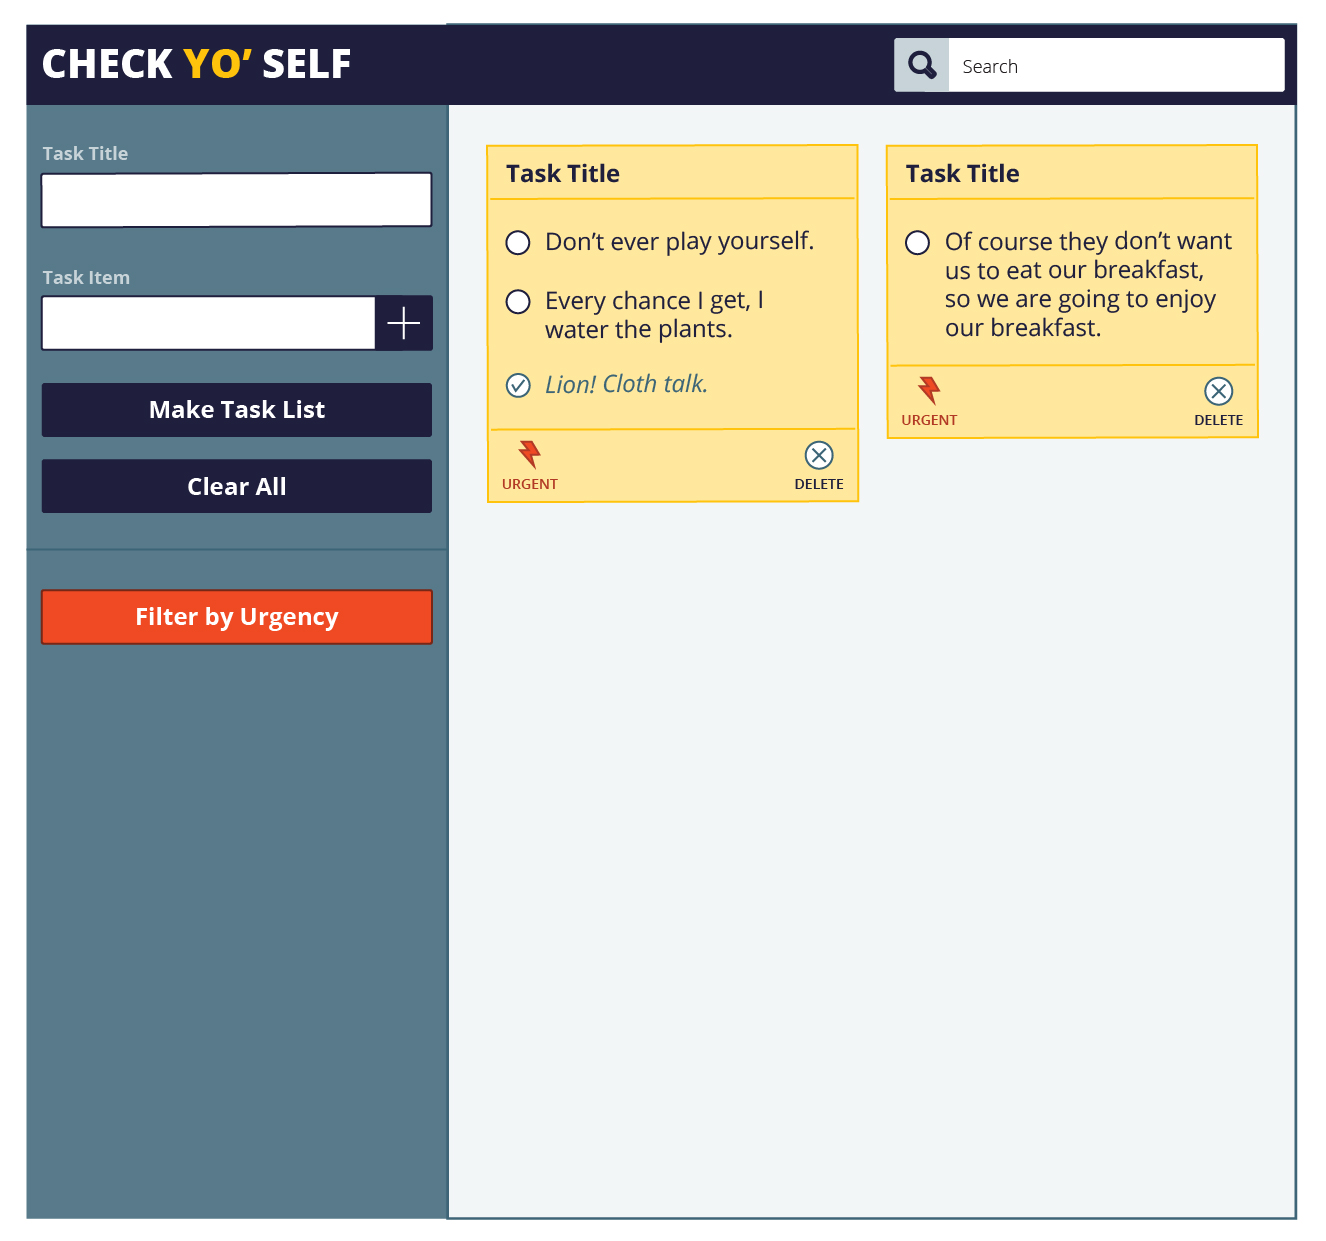 CHECK YO’ SELF
Search
Task Title
Task Item
Make Task List
Clear All
Filter by Urgency
Task Title
Don’t ever play yourself.
Every chance I get, I
water the plants.
Lion! Cloth talk.
URGENT
DELETE
Task Title
Of course they don’t want
us to eat our breakfast,
so we are going to enjoy
our breakfast.
URGENT
DELETE